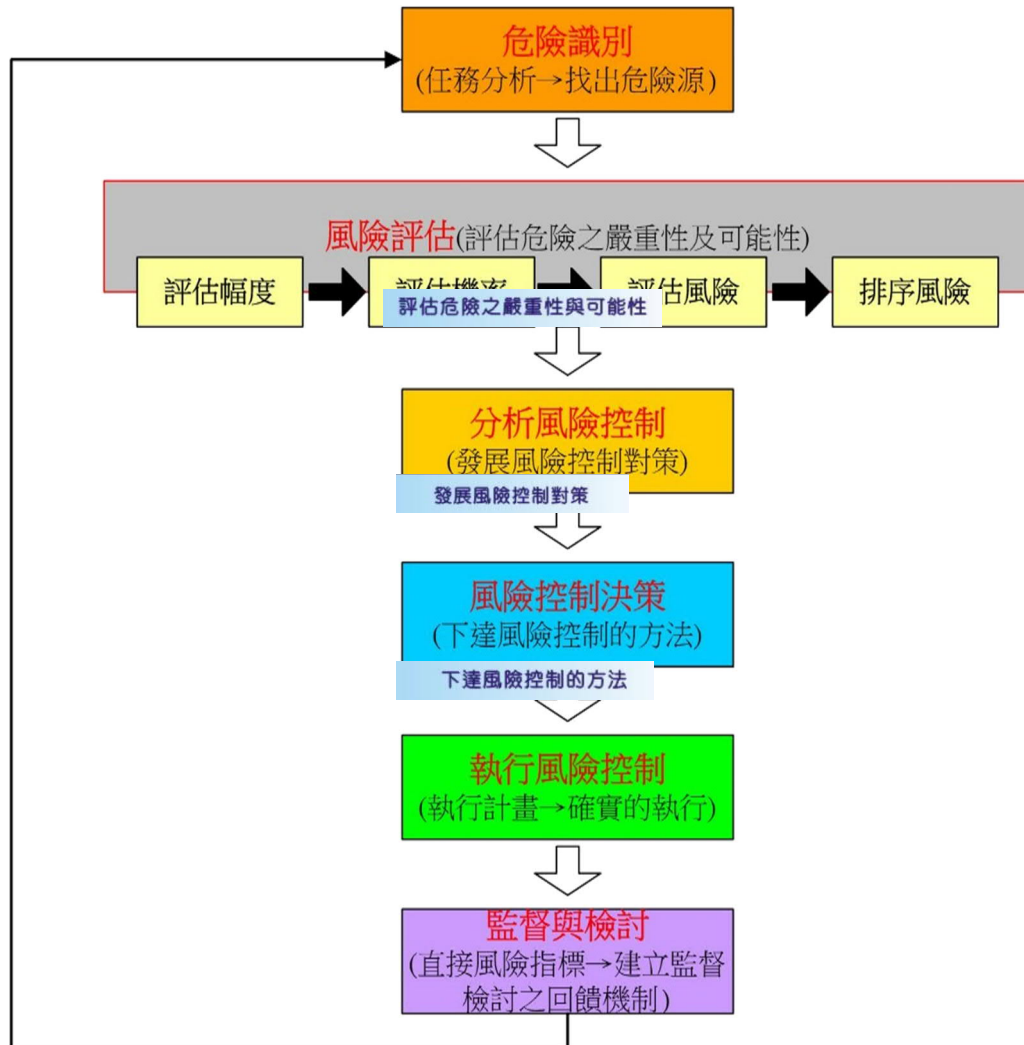 危險識別
(任務分析→找出危險源)
風險評估(評估危險之嚴重性及可能性)
評估幅度
評估機率
評估風險
排序風險
評估危險之嚴重性與可能性
分析風險控制
(發展風險控制對策)
發展風險控制對策
風險控制決策
(下達風險控制的方法)
下達風險控制的方法
執行風險控制
(執行計畫→確實的執行)
監督與檢討
(直接風險指標→建立監督
檢討之回饋機制)